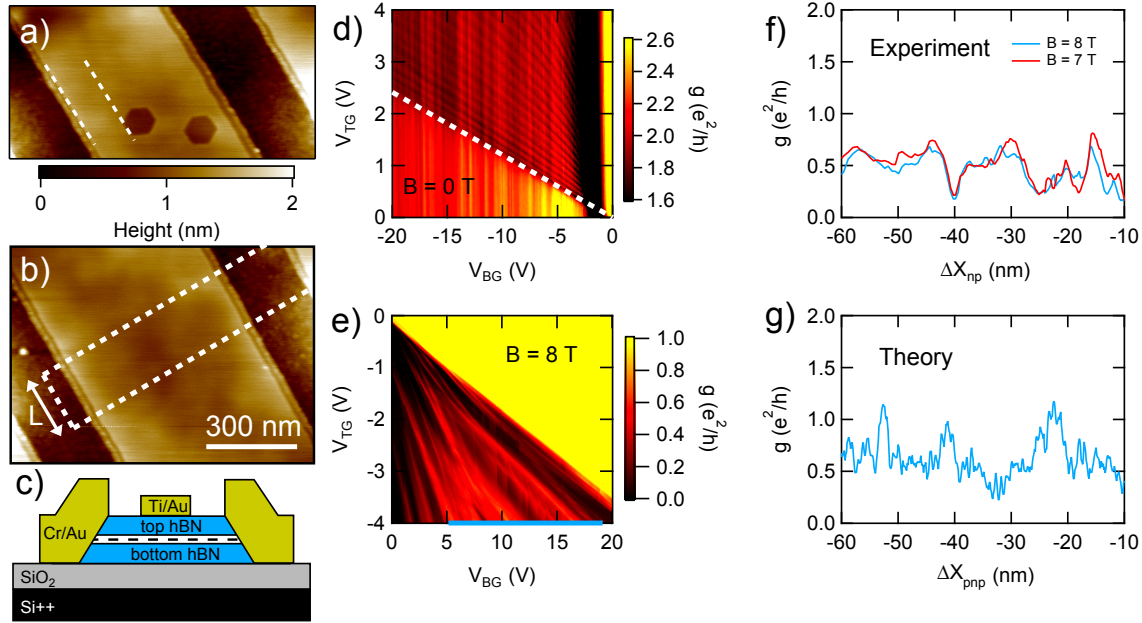 a)
0
1
2
Height (nm)
b)
L
300 nm
c)
Ti/Au
Cr/Au
top hBN
bottom hBN
SiO2
Si++
d)
V_TG (V)
4
3
2
1
0
B = 0 T
-20
-15
-10
-5
0
V_BG (V)
2.6
2.4
2.2
2.0
1.8
1.6
g (e²/h)
e)
V_TG (V)
0
-1
-2
-3
-4
B = 8 T
0
5
10
15
20
V_BG (V)
1.0
0.8
0.6
0.4
0.2
0.0
g (e²/h)
f)
g (e²/h)
2.0
1.5
1.0
0.5
0.0
Experiment
B = 8 T
B = 7 T
-60
-50
-40
-30
-20
-10
ΔX_np (nm)
g)
g (e²/h)
2.0
1.5
1.0
0.5
0.0
Theory
-60
-50
-40
-30
-20
-10
ΔX_pnp (nm)